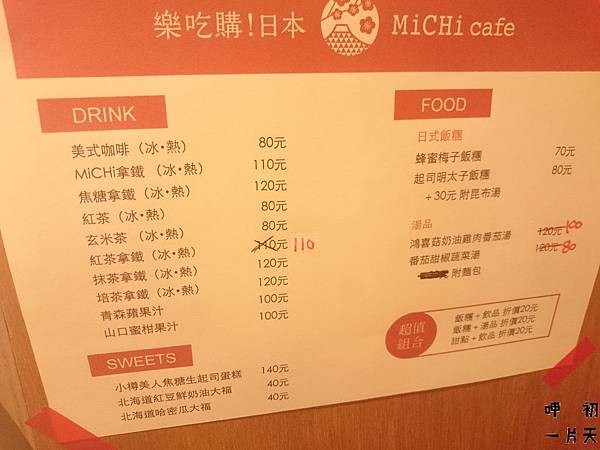 樂吃購!日本 MiCHi cafe
DRINK
美式咖啡（冰•熱） 80元
MiCHi拿鐵（冰•熱） 110元
焦糖拿鐵（冰•熱） 120元
紅茶（冰•熱） 80元
玄米茶（冰•熱） 80元
紅茶拿鐵（冰•熱） 元 110
抹茶拿鐵（冰•熱） 120元
培茶拿鐵（冰•熱） 120元
青森蘋果汁 100元
山口蜜柑果汁 100元
SWEETS
小樽美人焦糖生起司蛋糕 140元
北海道紅豆鮮奶油大福 40元
北海道哈密瓜大福 40元
FOOD
日式飯糰
蜂蜜梅子飯糰 70元
起司明太子飯糰 80元
＋30元 附昆布湯
湯品
鴻喜菇奶油雞肉番茄湯 120元 100
番茄甜椒蔬菜湯 120元 80
附麵包
超值組合
飯糰＋飲品 折價20元
飯糰＋湯品 折價20元
甜點＋飲品 折價20元
呷 初
一片天